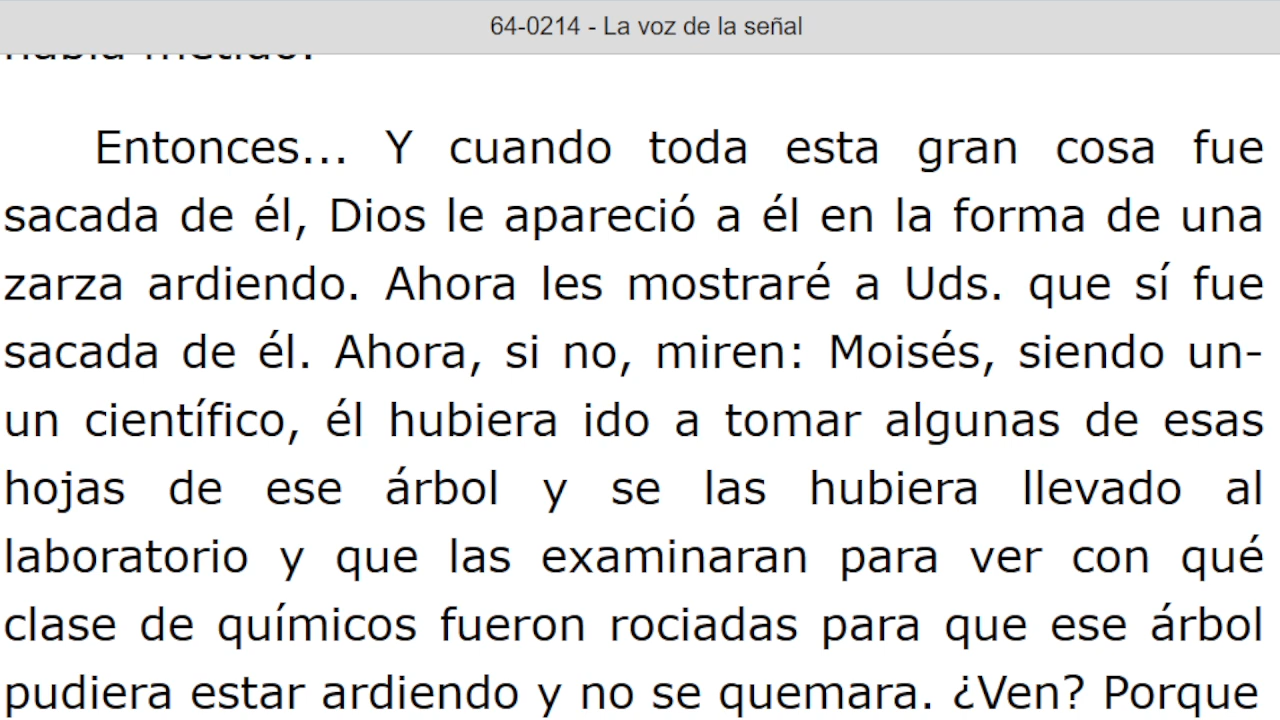 64-0214 - La voz de la señal
Entonces... Y cuando toda esta gran cosa fue
sacada de él, Dios le apareció a él en la forma de una
zarza ardiendo. Ahora les mostraré a Uds. que sí fue
sacada de él. Ahora, si no, miren: Moisés, siendo un-
un científico, él hubiera ido a tomar algunas de esas
hojas de ese árbol y se las hubiera llevado al
laboratorio y que las examinaran para ver con qué
clase de químicos fueron rociadas para que ese árbol
pudiera estar ardiendo y no se quemara. ¿Ven? Porque